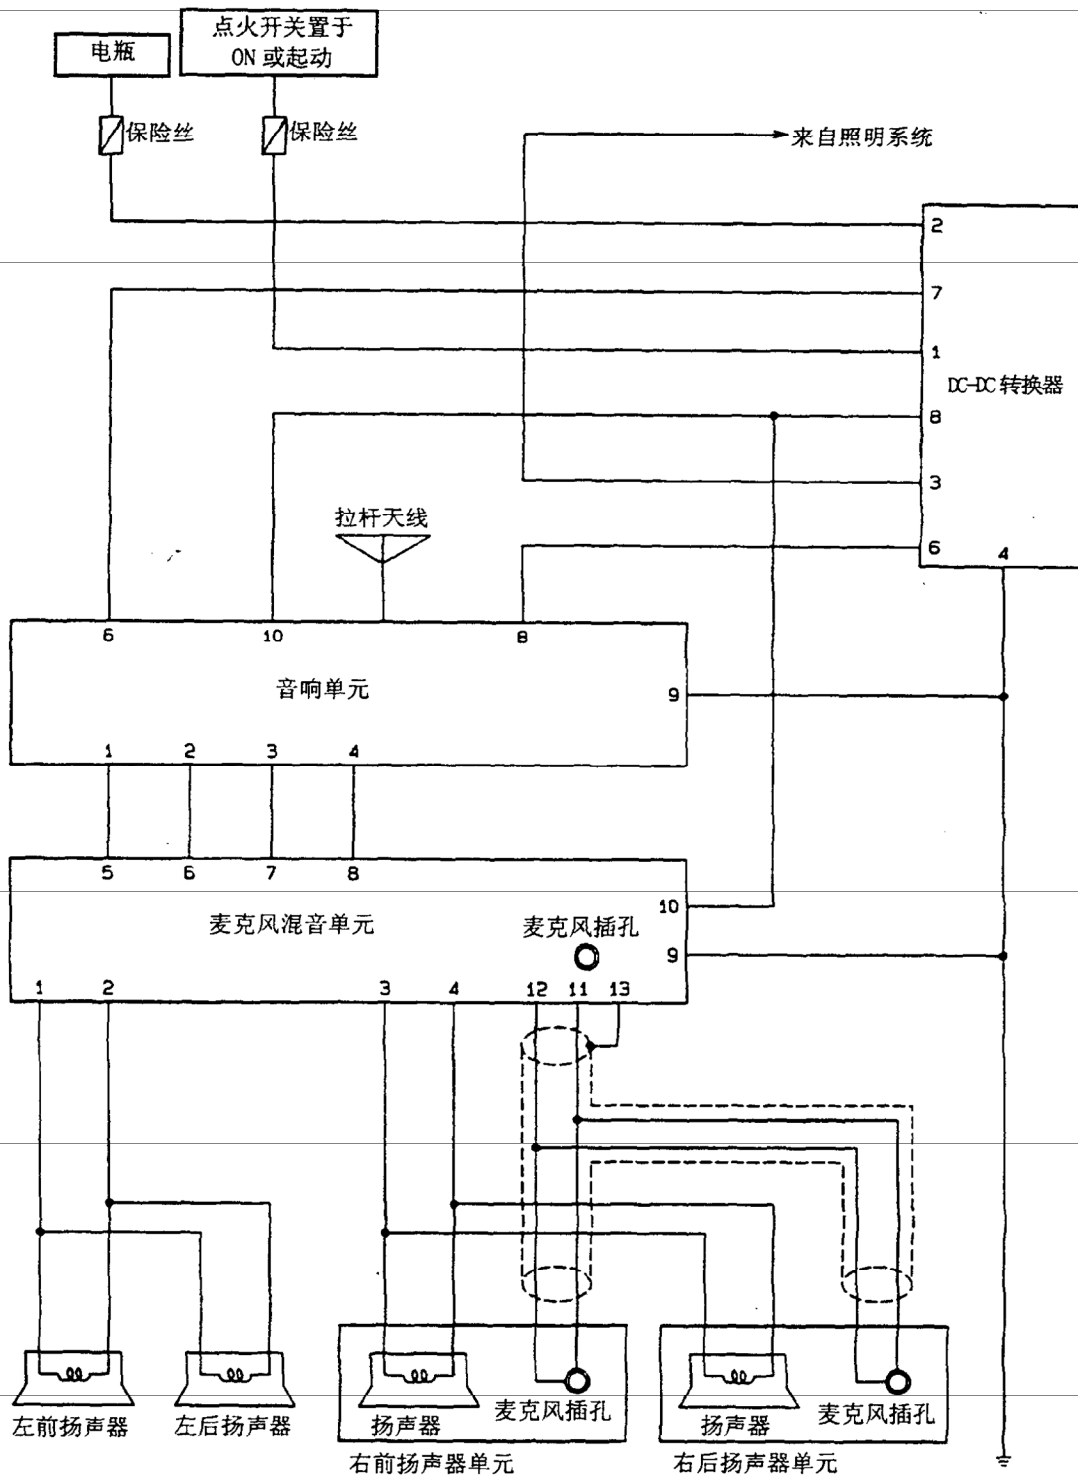 点火开关置于
ON 或起动
电瓶
保险丝
保险丝
来自照明系统
2
7
1
DC-DC 转换器
8
3
6
4
拉杆天线
6
10
8
音响单元
9
1
2
3
4
5
6
7
8
麦克风混音单元
麦克风插孔
10
9
1
2
3
4
12
11
13
左前扬声器
左后扬声器
扬声器
麦克风插孔
扬声器
麦克风插孔
右前扬声器单元
右后扬声器单元